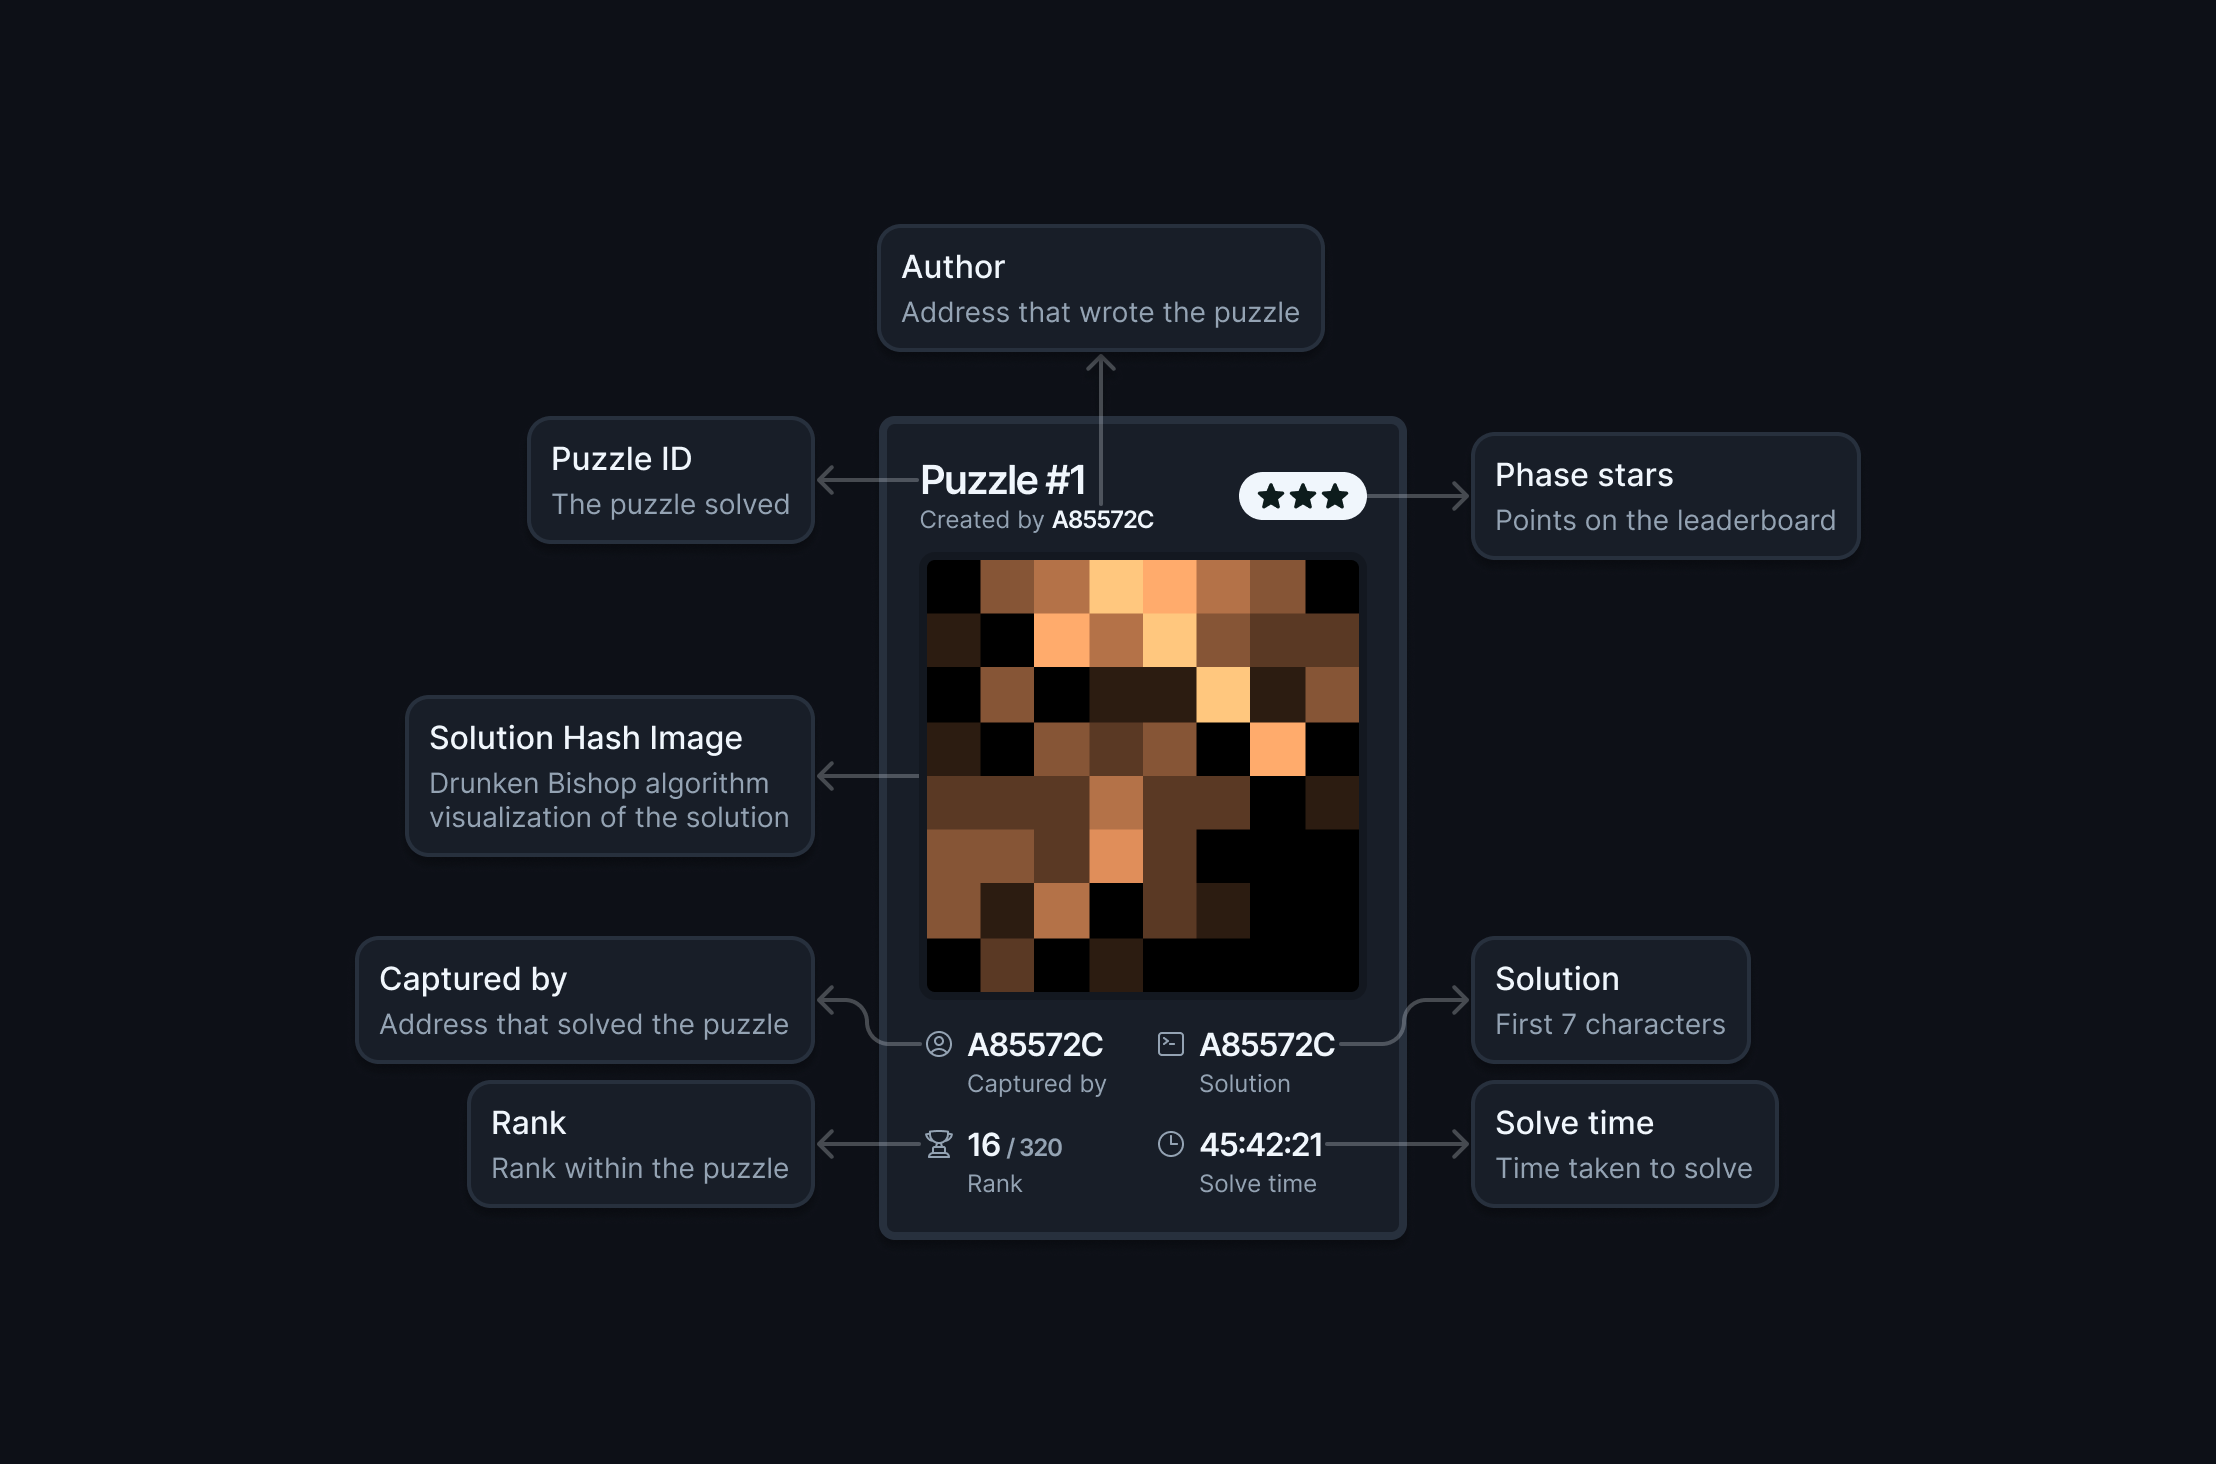 Author
Address that wrote the puzzle
Puzzle ID
The puzzle solved
Puzzle #1
Created by A85572C
Phase stars
Points on the leaderboard
Solution Hash Image
Drunken Bishop algorithm
visualization of the solution
Captured by
Address that solved the puzzle
A85572C
Captured by
A85572C
Solution
Solution
First 7 characters
Rank
Rank within the puzzle
16 / 320
Rank
45:42:21
Solve time
Solve time
Time taken to solve